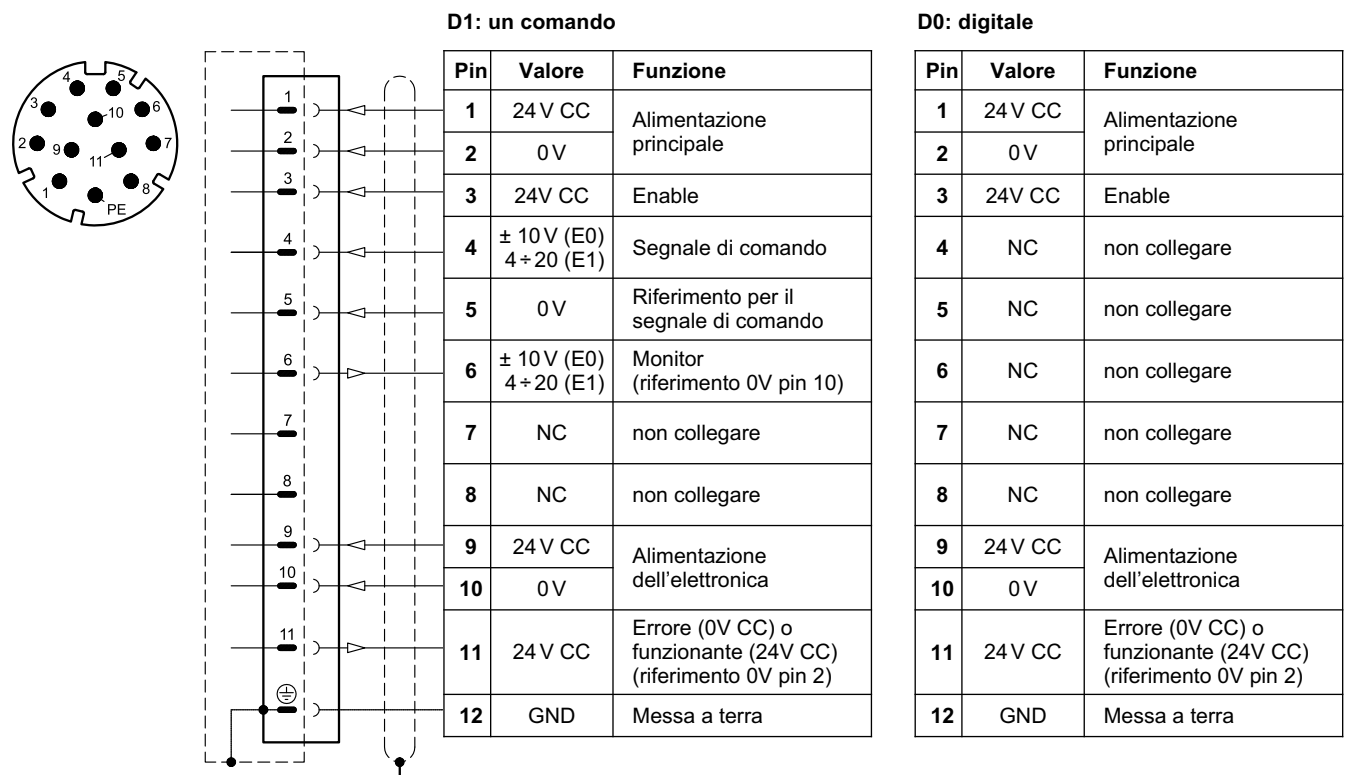 D1: un comando
D0: digitale
4
5
3
10
6
2
9
11
7
1
8
PE
1
2
3
4
5
6
7
8
9
10
11
Pin Valore Funzione
1 24 V CC Alimentazione
principale
2 0 V
3 24V CC Enable
4 ± 10 V (E0)
4 ÷ 20 (E1) Segnale di comando
5 0 V Riferimento per il
segnale di comando
6 ± 10 V (E0) Monitor
4 ÷ 20 (E1) (riferimento 0V pin 10)
7 NC non collegare
8 NC non collegare
9 24 V CC Alimentazione
dell'elettronica
10 0 V
11 24 V CC Errore (0V CC) o
funzionante (24V CC)
(riferimento 0V pin 2)
12 GND Messa a terra
Pin Valore Funzione
1 24 V CC Alimentazione
principale
2 0 V
3 24V CC Enable
4 NC non collegare
5 NC non collegare
6 NC non collegare
7 NC non collegare
8 NC non collegare
9 24 V CC Alimentazione
dell'elettronica
10 0 V
11 24 V CC Errore (0V CC) o
funzionante (24V CC)
(riferimento 0V pin 2)
12 GND Messa a terra